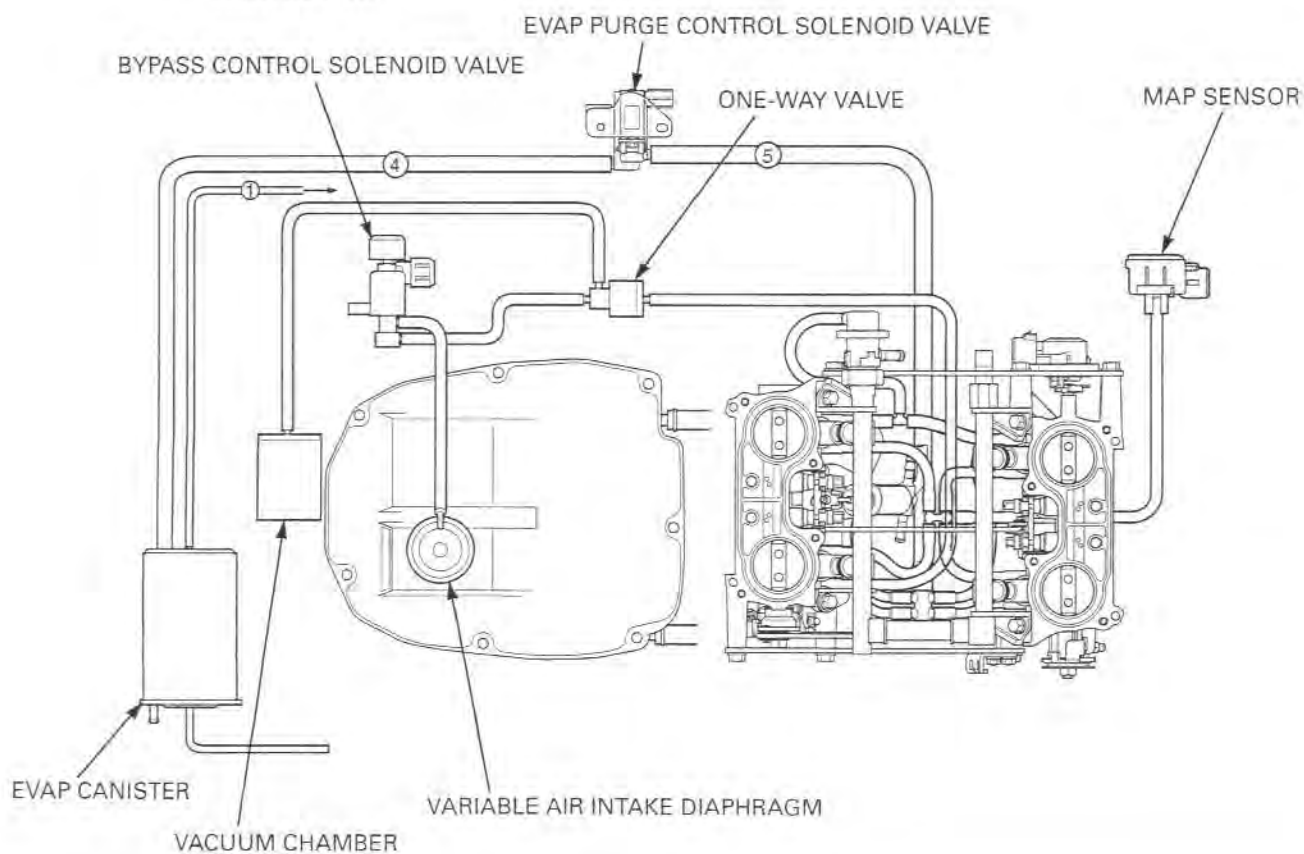 EVAP PURGE CONTROL SOLENOID VALVE
BYPASS CONTROL SOLENOID VALVE
ONE-WAY VALVE
MAP SENSOR
4
5
1
EVAP CANISTER
VARIABLE AIR INTAKE DIAPHRAGM
VACUUM CHAMBER